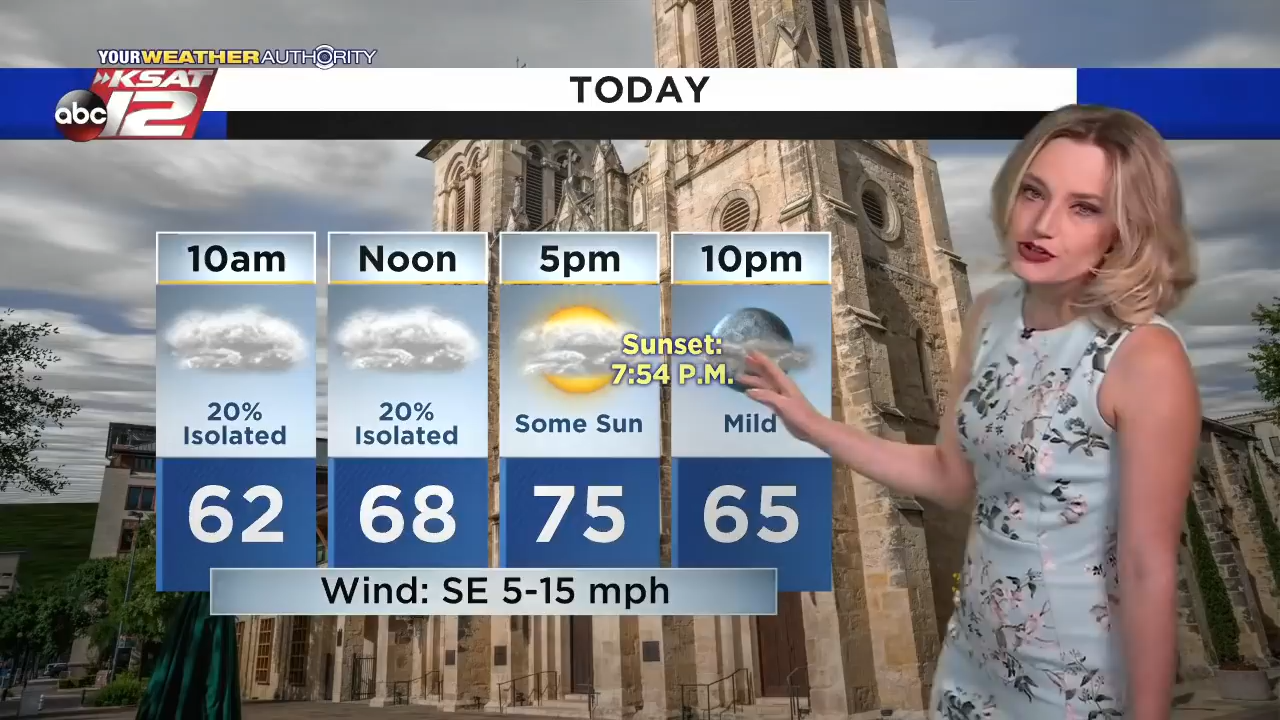 YOUR WEATHER AUTHORITY
KSAT
abc 12
TODAY
10am
Noon
5pm
10pm
Sunset:
7:54 P.M.
20%
Isolated
20%
Isolated
Some Sun
Mild
62
68
75
65
Wind: SE 5-15 mph